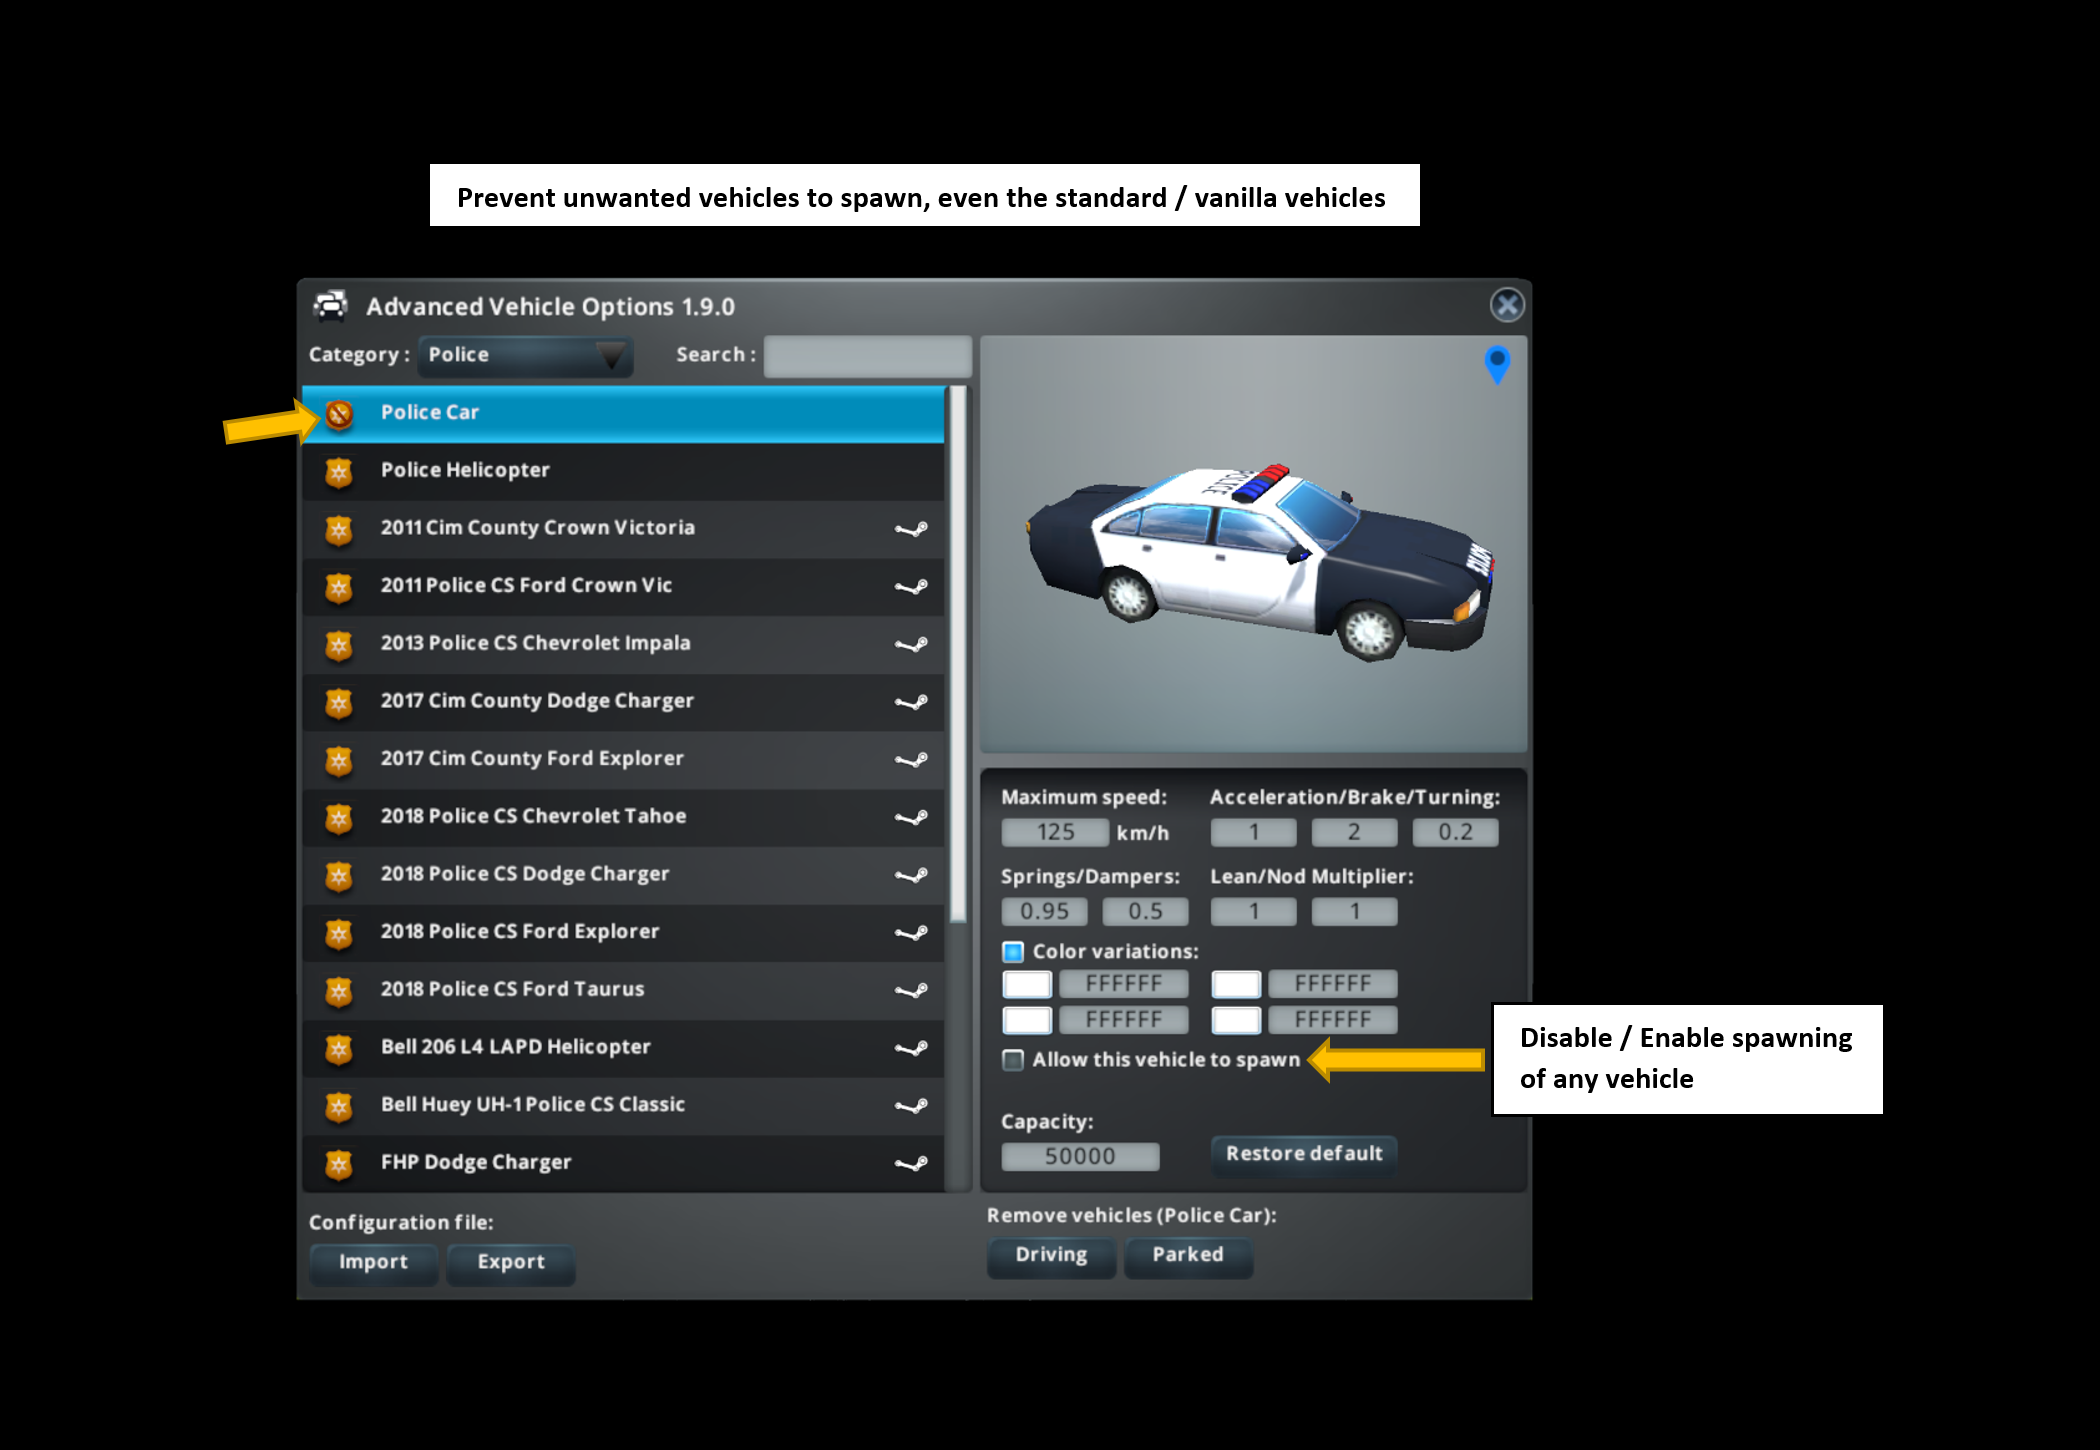 Prevent unwanted vehicles to spawn, even the standard / vanilla vehicles
Advanced Vehicle Options 1.9.0
Category :
Police
Search :
Police Car
Police Helicopter
2011 Cim County Crown Victoria
2011 Police CS Ford Crown Vic
2013 Police CS Chevrolet Impala
2017 Cim County Dodge Charger
2017 Cim County Ford Explorer
2018 Police CS Chevrolet Tahoe
2018 Police CS Dodge Charger
2018 Police CS Ford Explorer
2018 Police CS Ford Taurus
Bell 206 L4 LAPD Helicopter
Bell Huey UH-1 Police CS Classic
FHP Dodge Charger
Configuration file:
Import Export
POLICE
POLICE
Maximum speed: Acceleration/Brake/Turning:
125 km/h 1 2 0.2
Springs/Dampers: Lean/Nod Multiplier:
0.95 0.5 1 1
Color variations:
FFFFFF FFFFFF
FFFFFF FFFFFF
Allow this vehicle to spawn
Disable / Enable spawning
of any vehicle
Capacity:
50000 Restore default
Remove vehicles (Police Car):
Driving Parked